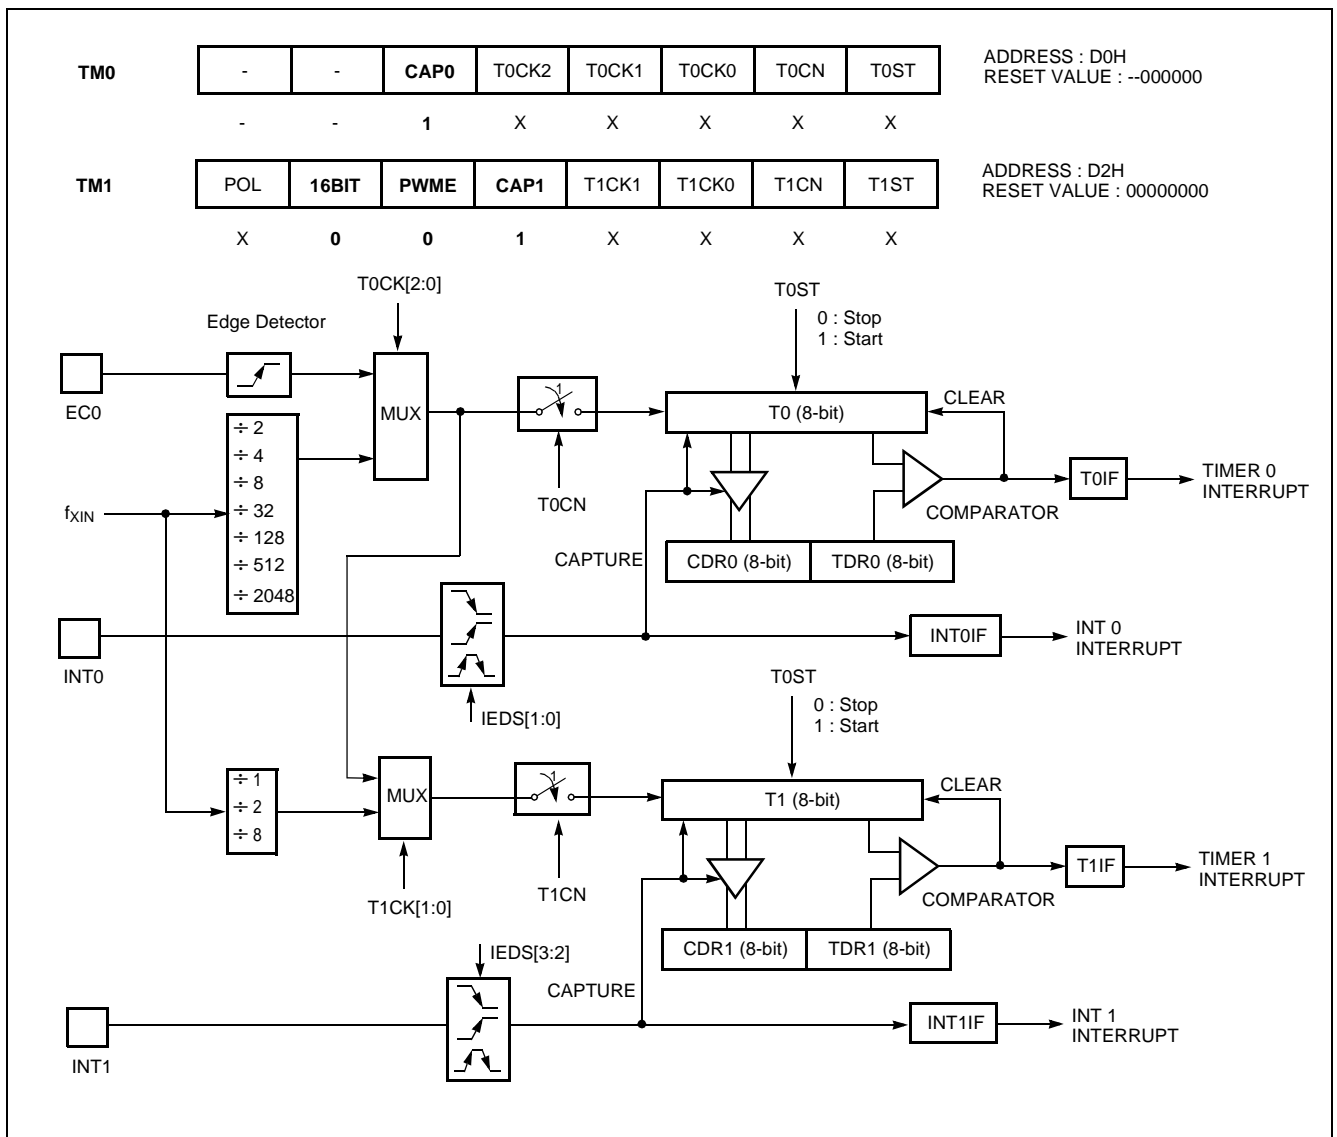 TM0 - - CAP0 T0CK2 T0CK1 T0CK0 T0CN T0ST
ADDRESS : D0H
RESET VALUE : --000000
- - 1 X X X X X
TM1 POL 16BIT PWME CAP1 T1CK1 T1CK0 T1CN T1ST
ADDRESS : D2H
RESET VALUE : 00000000
X 0 0 1 X X X X
T0CK[2:0]
T0ST
0 : Stop
1 : Start
Edge Detector
EC0
MUX
1
T0 (8-bit)
CLEAR
÷ 2
÷ 4
÷ 8
÷ 32
÷ 128
÷ 512
÷ 2048
fXIN
T0CN
COMPARATOR
T0IF
TIMER 0
INTERRUPT
CAPTURE
CDR0 (8-bit)
TDR0 (8-bit)
INT0
INT0IF
INT 0
INTERRUPT
IEDS[1:0]
T0ST
0 : Stop
1 : Start
÷ 1
÷ 2
÷ 8
MUX
1
T1 (8-bit)
CLEAR
T1CK[1:0]
T1CN
COMPARATOR
T1IF
TIMER 1
INTERRUPT
CDR1 (8-bit)
TDR1 (8-bit)
IEDS[3:2]
CAPTURE
INT1
INT1IF
INT 1
INTERRUPT